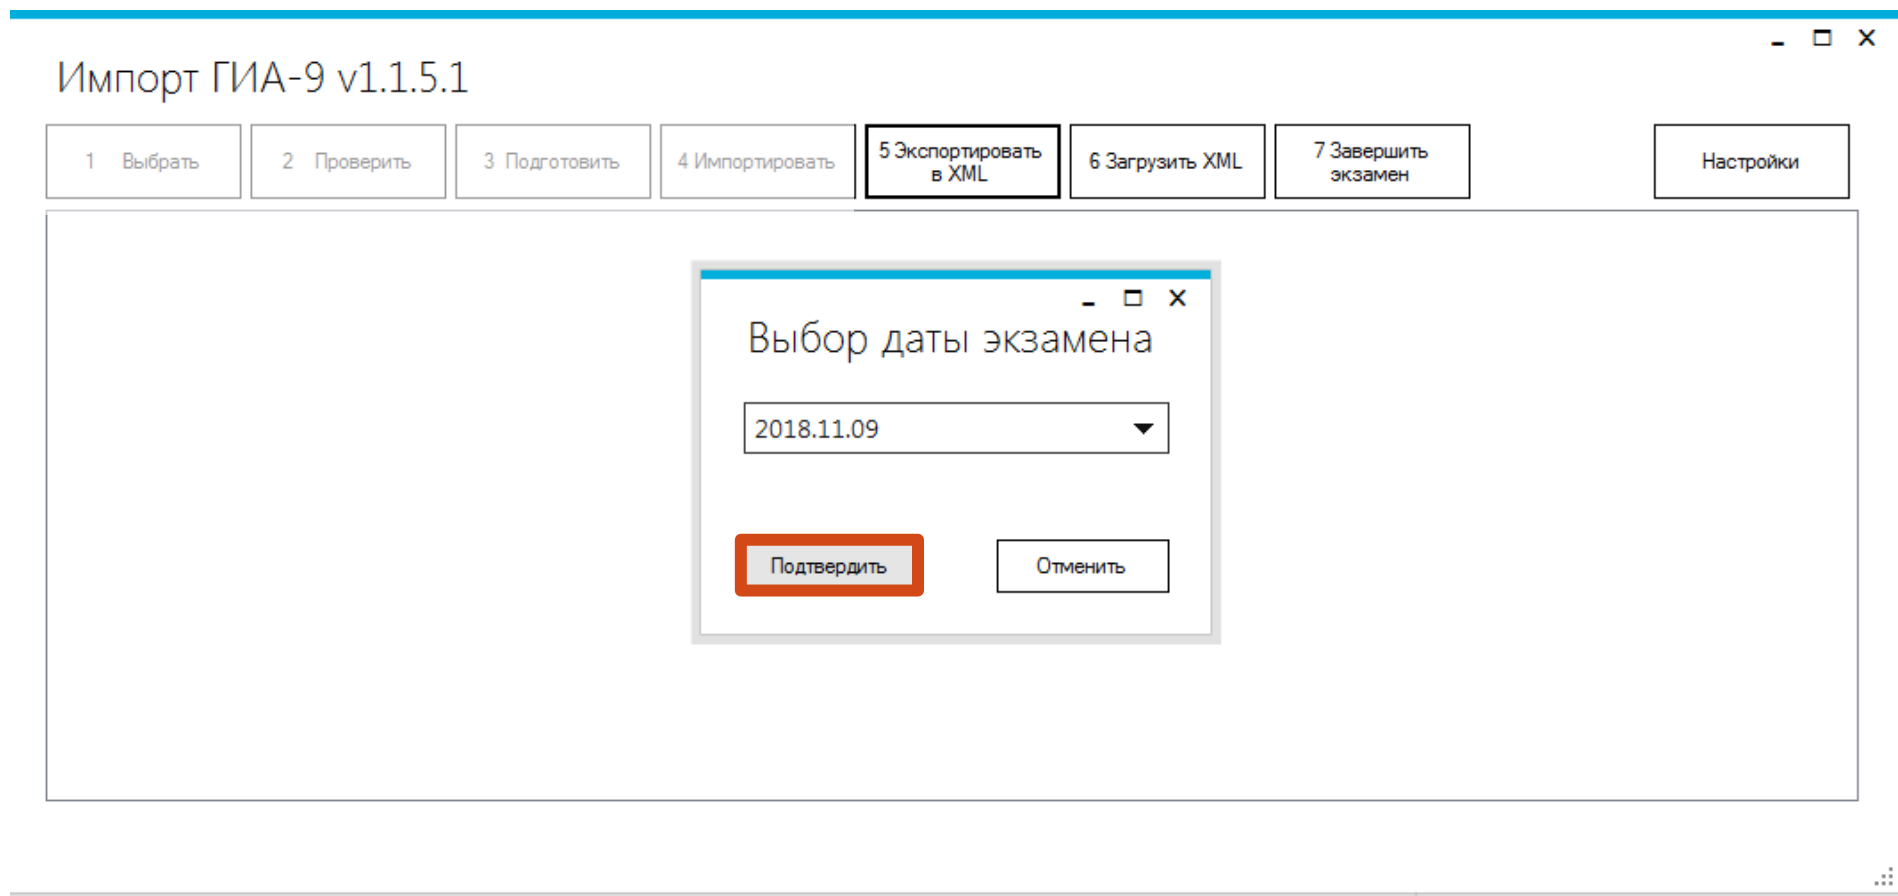 Импорт ГИА-9 v1.1.5.1
1 Выбрать
2 Проверить
3 Подготовить
4 Импортировать
5 Экспортировать
в XML
6 Загрузить XML
7 Завершить
экзамен
Настройки
Выбор даты экзамена
2018.11.09
Подтвердить
Отменить